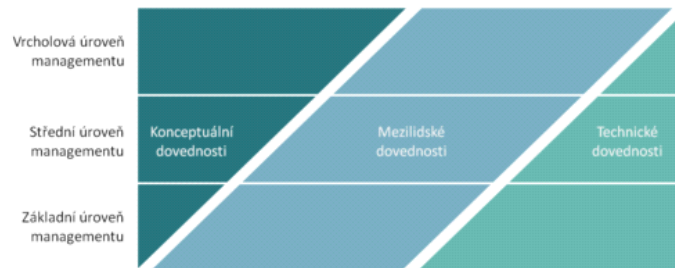 Vrcholová úroveň
managementu
Střední úroveň
managementu
Konceptuální
dovednosti
Mezilidské
dovednosti
Technické
dovednosti
Základní úroveň
managementu